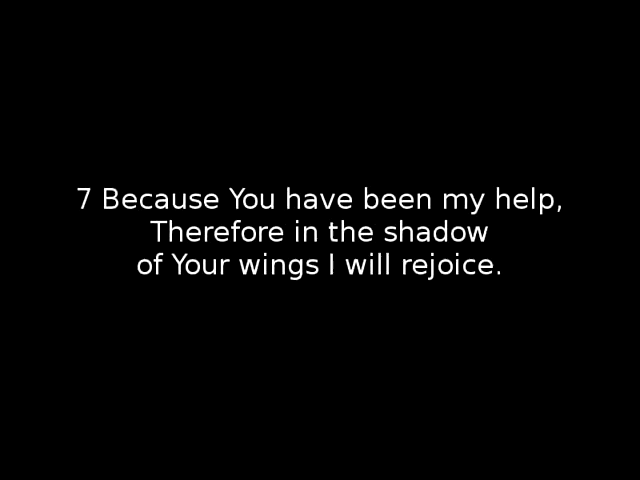 7 Because You have been my help,
Therefore in the shadow
of Your wings I will rejoice.